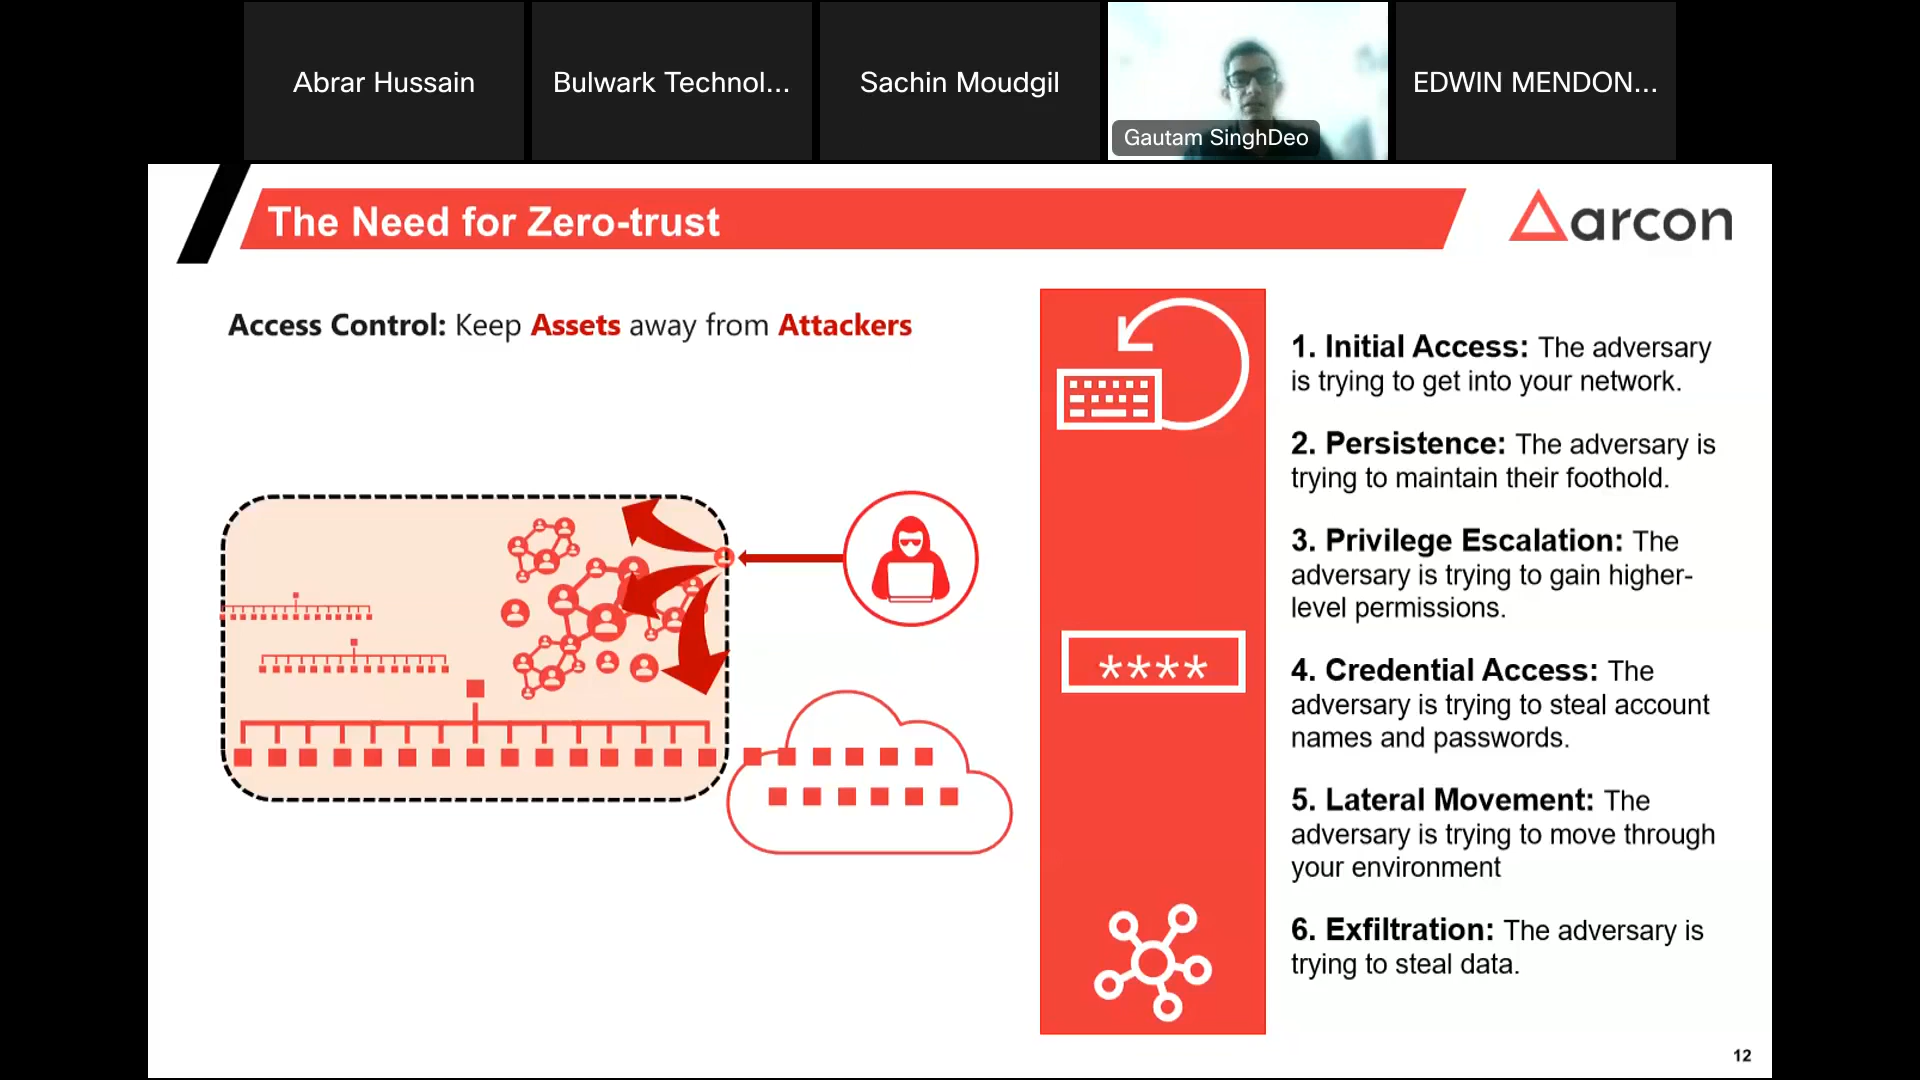 Abrar Hussain
Bulwark Technol...
Sachin Moudgil
Gautam SinghDeo
EDWIN MENDON...
The Need for Zero-trust
arcon
Access Control: Keep Assets away from Attackers
****
1. Initial Access: The adversary
is trying to get into your network.
2. Persistence: The adversary is
trying to maintain their foothold.
3. Privilege Escalation: The
adversary is trying to gain higher-
level permissions.
4. Credential Access: The
adversary is trying to steal account
names and passwords.
5. Lateral Movement: The
adversary is trying to move through
your environment
6. Exfiltration: The adversary is
trying to steal data.
12